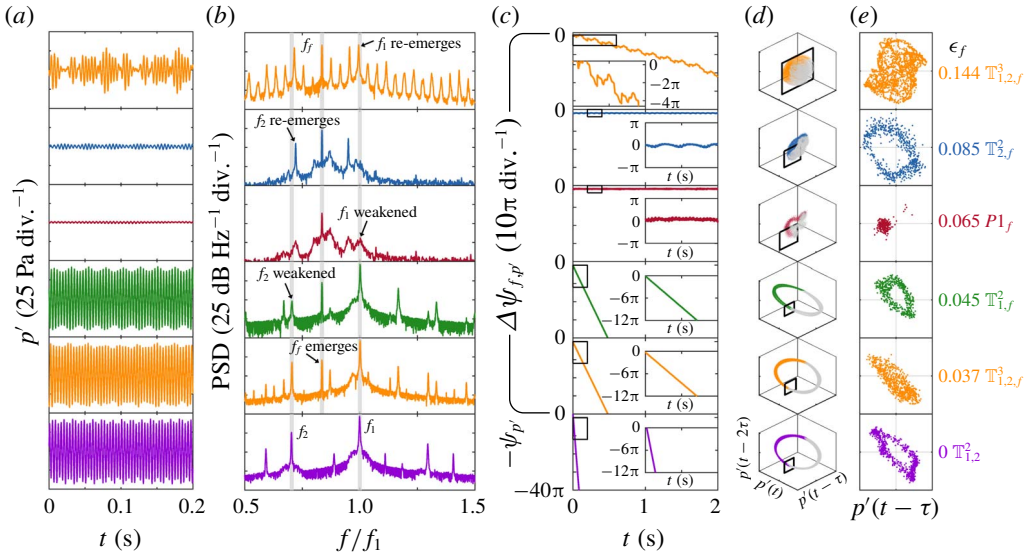 (a)
(b)
(c)
(d)
(e)
p′ (25 Pa div.⁻¹)
0
0.1
0.2
t (s)
PSD (25 dB Hz⁻¹ div.⁻¹)
f_f
f₁ re-emerges
f₂ re-emerges
f₁ weakened
f₂ weakened
f_f emerges
f₂
f₁
0.5
1.0
1.5
f/f₁
−ψ_p′
Δψ_f,p′ (10π div.⁻¹)
0
0
−2π
−4π
0
π
0
−π
t (s)
0
π
0
−π
t (s)
0
0
−6π
−12π
t (s)
0
0
−6π
−12π
t (s)
0
0
−6π
−12π
t (s)
−40π
0
1
2
t (s)
p′(t − 2τ)
p′(t)
p′(t − τ)
p′(t − τ)
ϵ_f
0.144 𝕋³₁,₂,f
0.085 𝕋²₂,f
0.065 P1_f
0.045 𝕋²₁,f
0.037 𝕋³₁,₂,f
0 𝕋²₁,₂